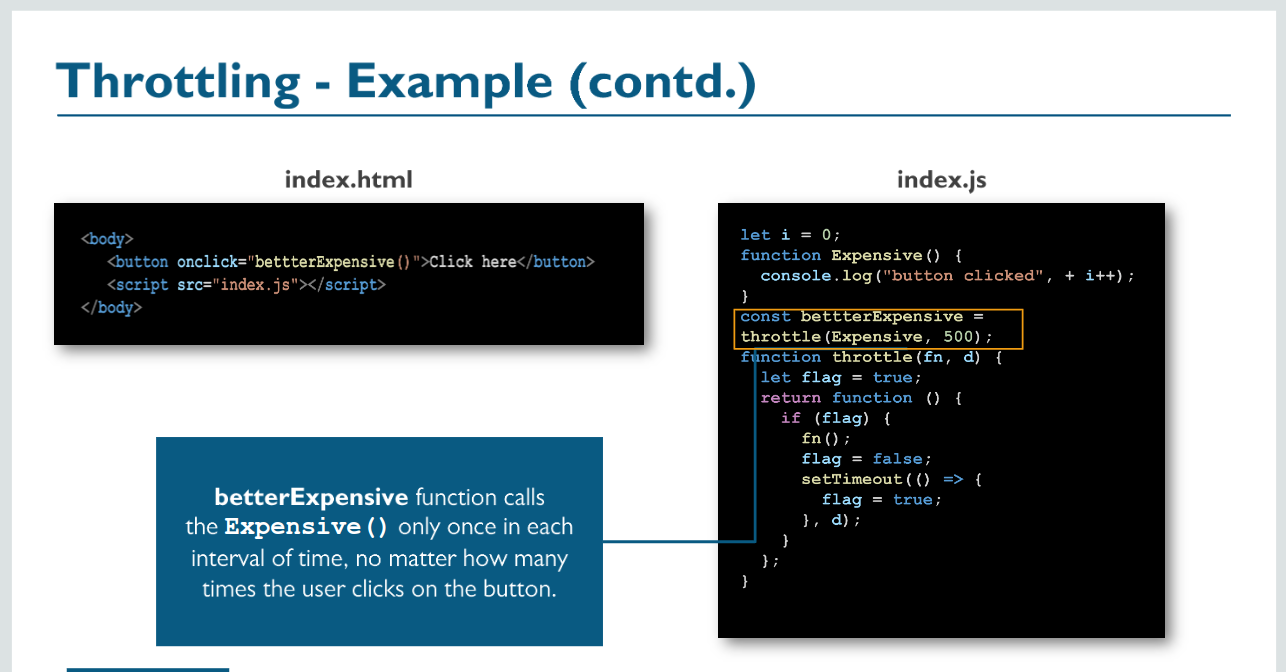 Throttling - Example (contd.)
index.html
<body>
<button onclick="bettterExpensive()">Click here</button>
<script src="index.js"></script>
</body>
index.js
let i = 0;
function Expensive() {
console.log("button clicked", + i++);
}
const bettterExpensive =
throttle(Expensive, 500);
function throttle(fn, d) {
let flag = true;
return function () {
if (flag) {
fn();
flag = false;
setTimeout(() => {
flag = true;
}, d);
}
};
}
betterExpensive function calls
the Expensive() only once in each
interval of time, no matter how many
times the user clicks on the button.